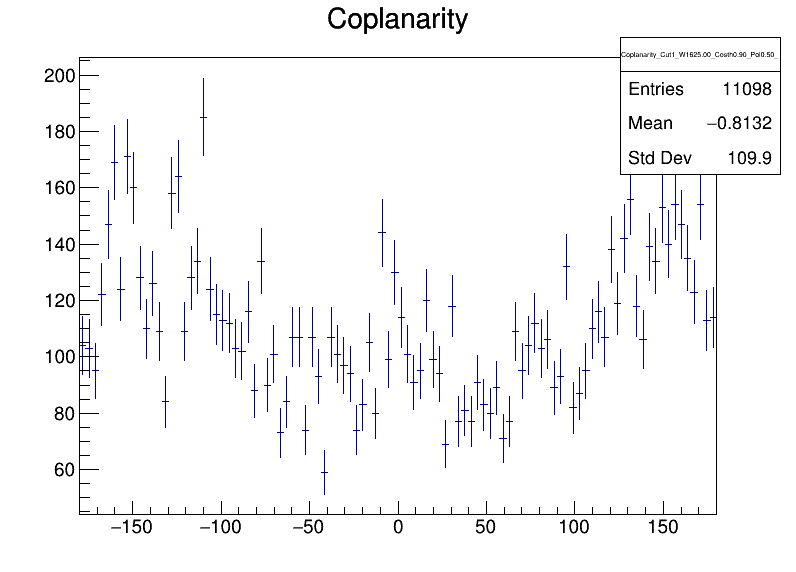 Coplanarity
Coplanarity_Cut1_W1625.00_Costh0.90_Pol0.50_
Entries 11098
Mean −0.8132
Std Dev 109.9
200
180
160
140
120
100
80
60
−150 −100 −50 0 50 100 150